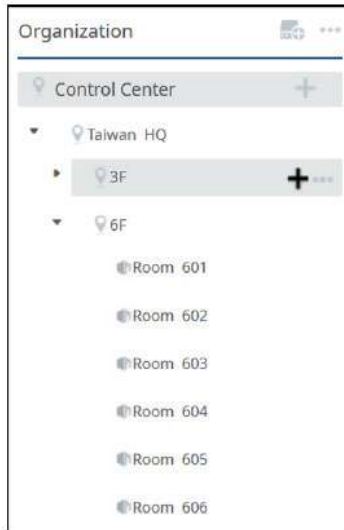 Organization
Control Center
Taiwan HQ
3F
6F
Room 601
Room 602
Room 603
Room 604
Room 605
Room 606